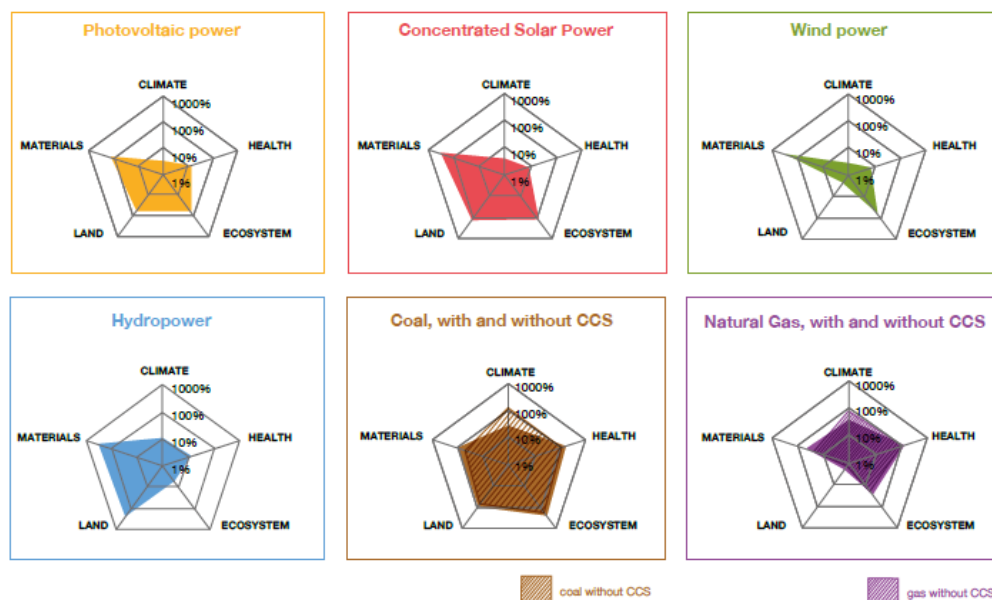 Photovoltaic power
CLIMATE
1000%
100%
10%
1%
MATERIALS
HEALTH
LAND
ECOSYSTEM
Concentrated Solar Power
CLIMATE
1000%
100%
10%
1%
MATERIALS
HEALTH
LAND
ECOSYSTEM
Wind power
CLIMATE
1000%
100%
10%
1%
MATERIALS
HEALTH
LAND
ECOSYSTEM
Hydropower
CLIMATE
1000%
100%
10%
1%
MATERIALS
HEALTH
LAND
ECOSYSTEM
Coal, with and without CCS
CLIMATE
1000%
100%
10%
1%
MATERIALS
HEALTH
LAND
ECOSYSTEM
Natural Gas, with and without CCS
CLIMATE
1000%
100%
10%
1%
MATERIALS
HEALTH
LAND
ECOSYSTEM
coal without CCS
gas without CCS